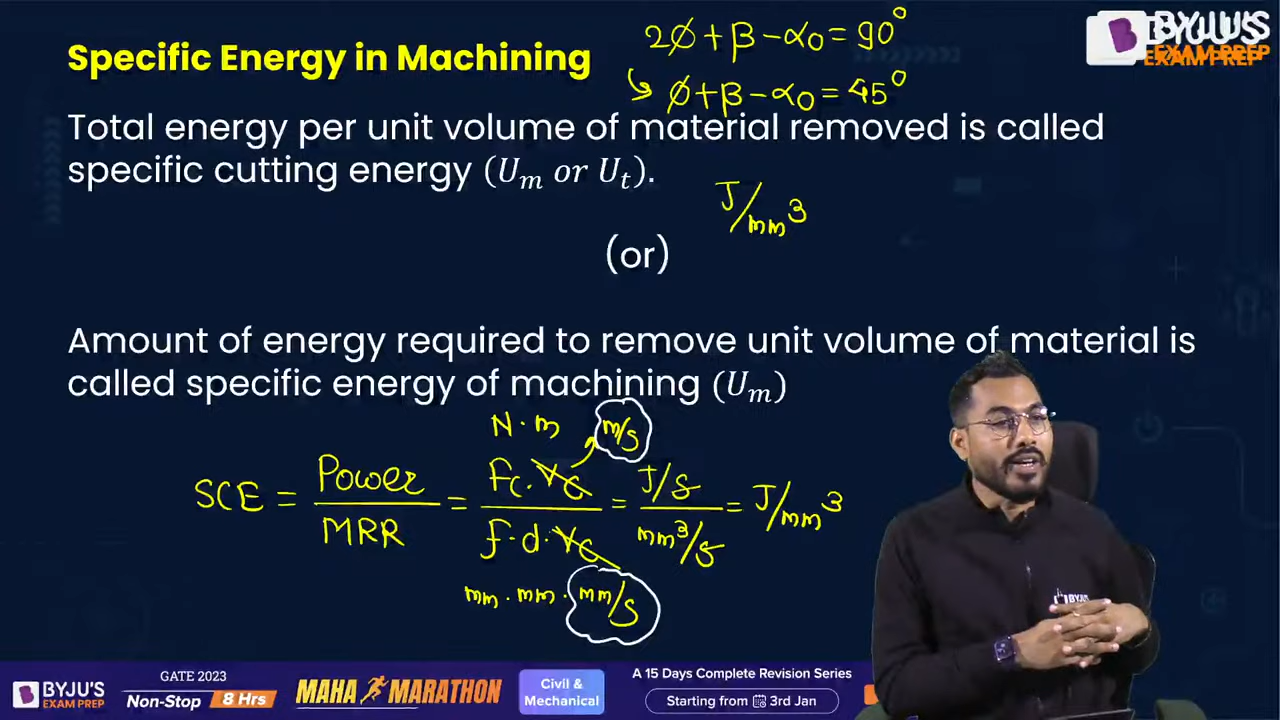 Specific Energy in Machining
2∅ + β - α0 = 90°
↳ ∅ + β - α0 = 45°
BYJU'S
EXAM PREP
Total energy per unit volume of material removed is called
specific cutting energy (Um or Ut).
J/mm³
(or)
Amount of energy required to remove unit volume of material is
called specific energy of machining (Um)
N·m m/s
SCE = Power/MRR = Fc·Vc/f·d·Vc = J/s/mm³/s = J/mm³
mm·mm·mm/s
BYJU
BYJU'S
EXAM PREP
GATE 2023
Non-Stop 8 Hrs
MAHA MARATHON
Civil &
Mechanical
A 15 Days Complete Revision Series
Starting from 3rd Jan